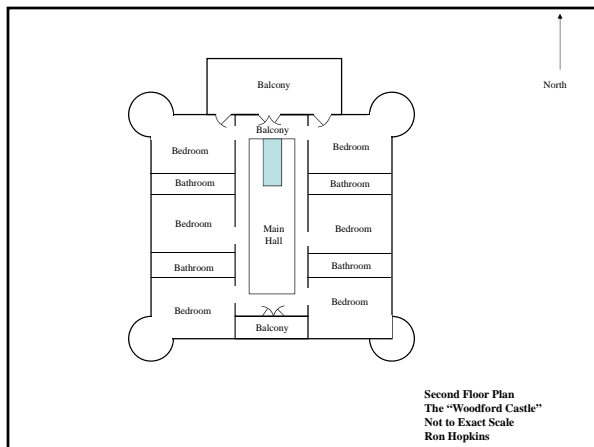 Balcony
North
Balcony
Bedroom
Bedroom
Bathroom
Bathroom
Bedroom
Main
Hall
Bedroom
Bathroom
Bathroom
Bedroom
Bedroom
Balcony
Second Floor Plan
The “Woodford Castle”
Not to Exact Scale
Ron Hopkins